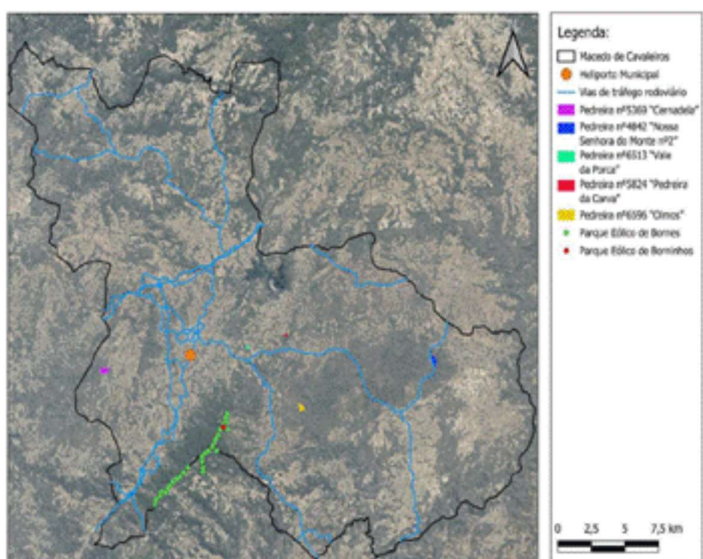 Legenda:
Macedo de Cavaleiros
Heliporto Municipal
Vias de tráfego rodoviário
Pedreira nº5369 "Cernadela"
Pedreira nº4842 "Nossa
Senhora do Monte nº2"
Pedreira nº6513 "Vale
da Porca"
Pedreira nº5824 "Pedreira
da Carva"
Pedreira nº6596 "Olmos"
Parque Eólico de Bornes
Parque Eólico de Borninhos
0 2,5 5 7,5 km